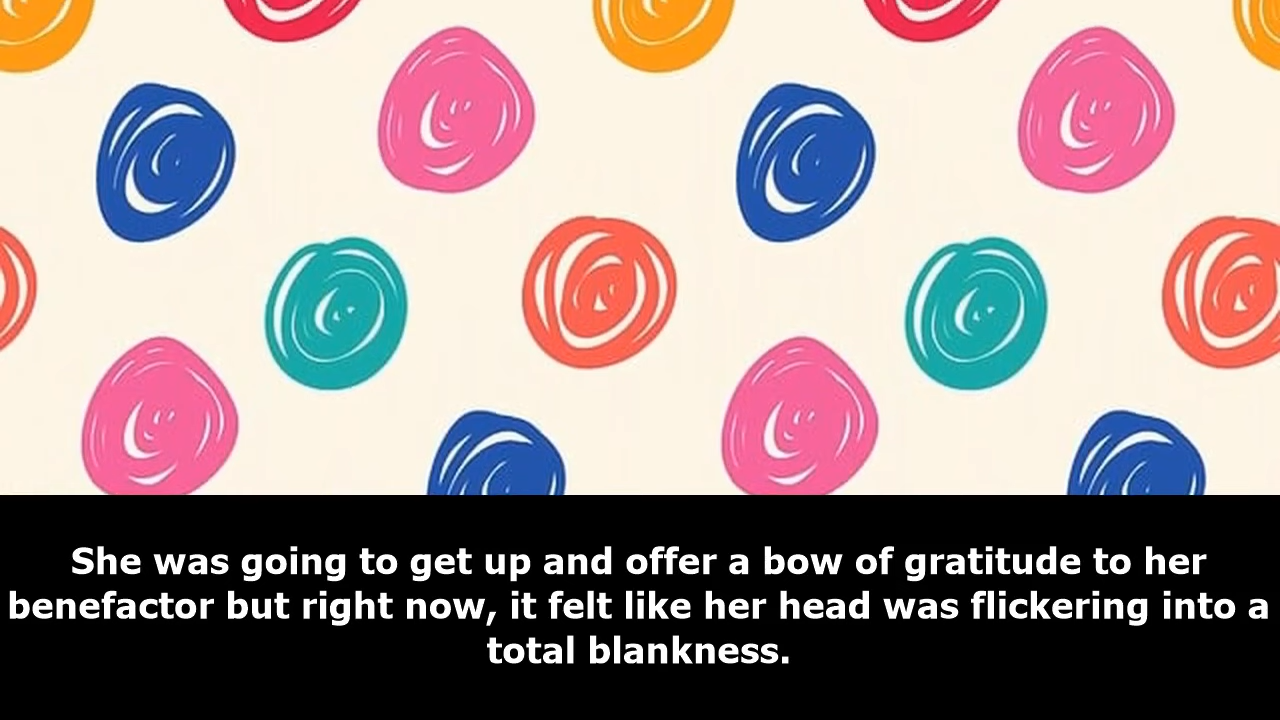 She was going to get up and offer a bow of gratitude to her
benefactor but right now, it felt like her head was flickering into a
total blankness.